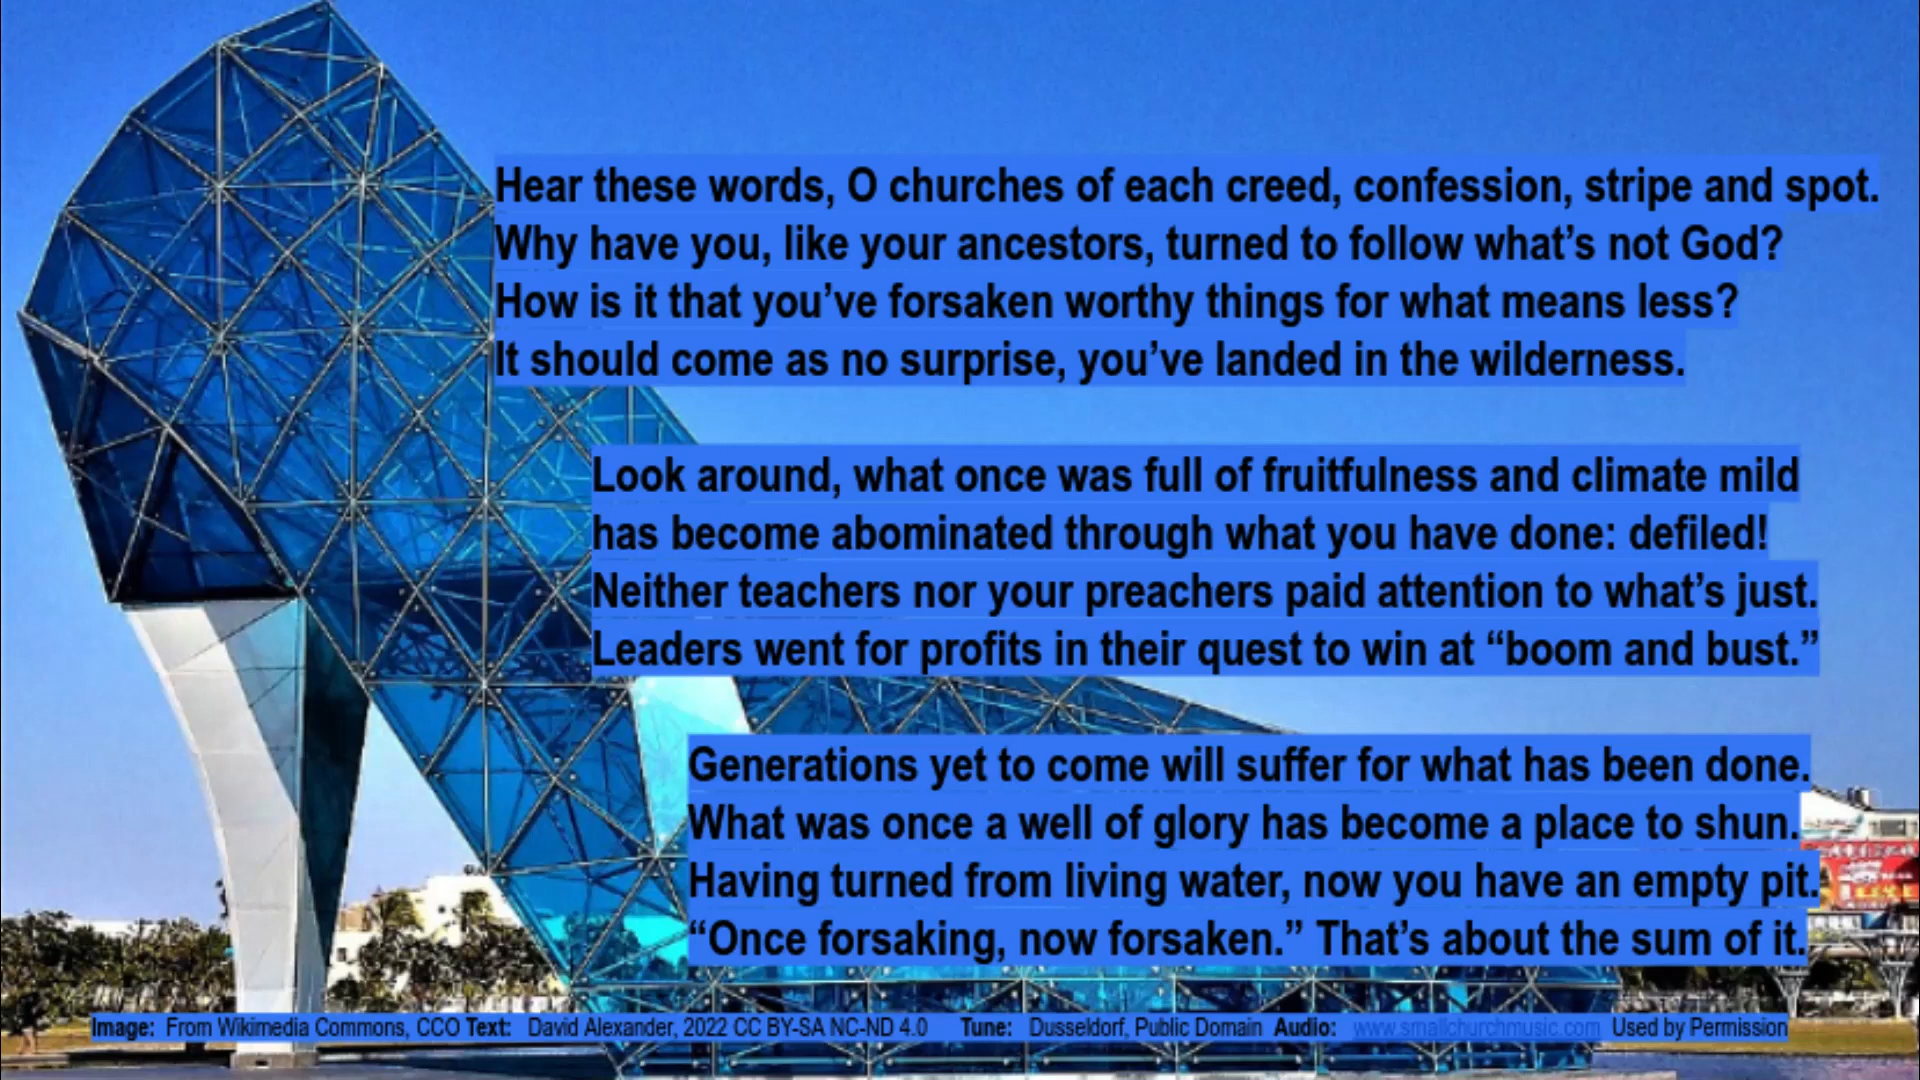 Hear these words, O churches of each creed, confession, stripe and spot.
Why have you, like your ancestors, turned to follow what’s not God?
How is it that you’ve forsaken worthy things for what means less?
It should come as no surprise, you’ve landed in the wilderness.
Look around, what once was full of fruitfulness and climate mild
has become abominated through what you have done: defiled!
Neither teachers nor your preachers paid attention to what’s just.
Leaders went for profits in their quest to win at “boom and bust.”
Generations yet to come will suffer for what has been done.
What was once a well of glory has become a place to shun.
Having turned from living water, now you have an empty pit.
“Once forsaking, now forsaken.” That’s about the sum of it.
Image: From Wikimedia Commons, CCO Text: David Alexander, 2022 CC BY-SA NC-ND 4.0 Tune: Dusseldorf, Public Domain Audio: www.smallchurchmusic.com Used by Permission